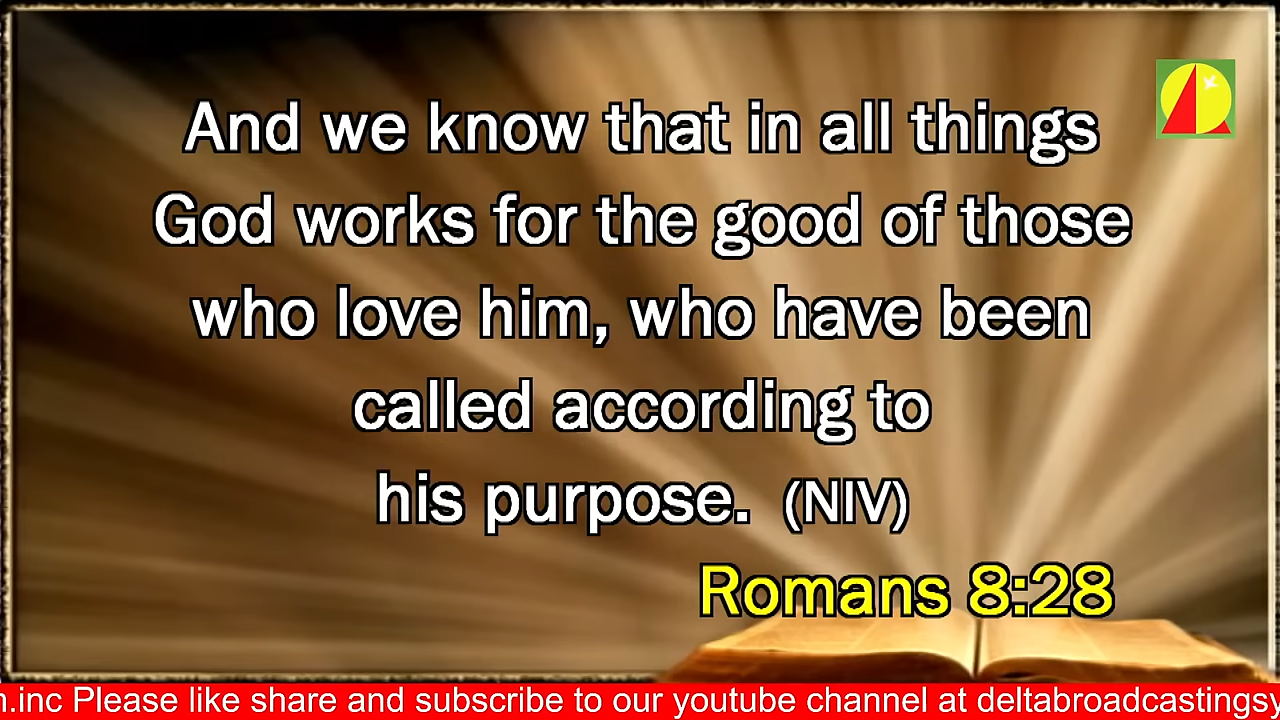 And we know that in all things
God works for the good of those
who love him, who have been
called according to
his purpose. (NIV)
Romans 8:28
n.inc Please like share and subscribe to our youtube channel at deltabroadcastingsy